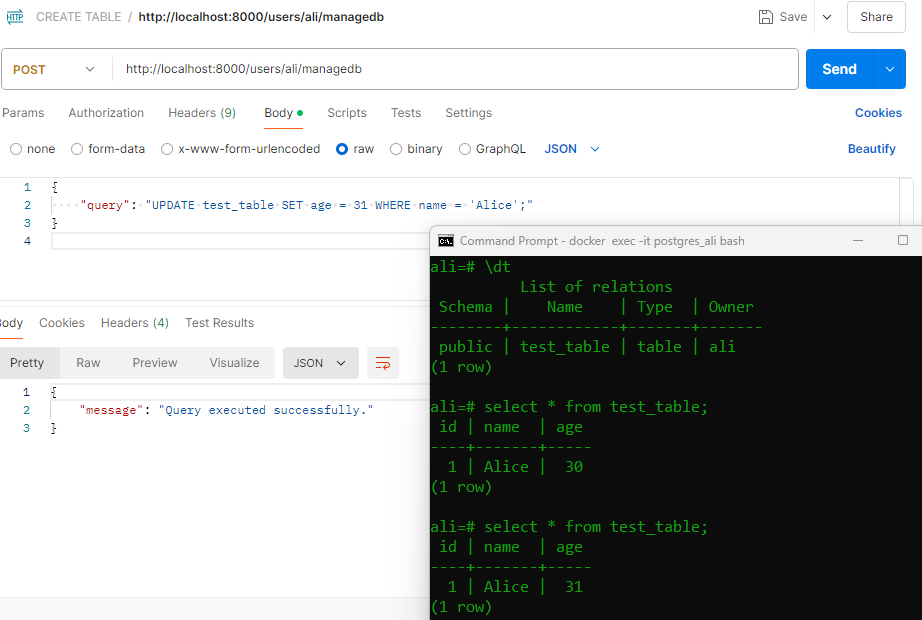 HTTP CREATE TABLE / http://localhost:8000/users/ali/managedb Save Share
POST http://localhost:8000/users/ali/managedb Send
Params Authorization Headers (9) Body Scripts Tests Settings Cookies
none form-data x-www-form-urlencoded raw binary GraphQL JSON Beautify
1 {
2 "query": "UPDATE test_table SET age = 31 WHERE name = 'Alice';"
3 }
4
ody Cookies Headers (4) Test Results
Pretty Raw Preview Visualize JSON
1 {
2 "message": "Query executed successfully."
3 }
C:\. Command Prompt - docker exec -it postgres_ali bash
ali=# \dt
List of relations
Schema | Name | Type | Owner
--------+------------+-------+-------
public | test_table | table | ali
(1 row)
ali=# select * from test_table;
id | name | age
----+-------+-----
1 | Alice | 30
(1 row)
ali=# select * from test_table;
id | name | age
----+-------+-----
1 | Alice | 31
(1 row)